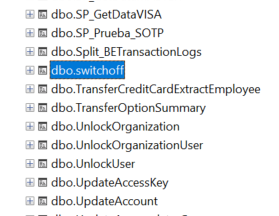 dbo.SP_GetDataVISA
dbo.SP_Prueba_SOTP
dbo.Split_BETransactionLogs
dbo.switchoff
dbo.TransferCreditCardExtractEmployee
dbo.TransferOptionSummary
dbo.UnlockOrganization
dbo.UnlockOrganizationUser
dbo.UnlockUser
dbo.UpdateAccessKey
dbo.UpdateAccount